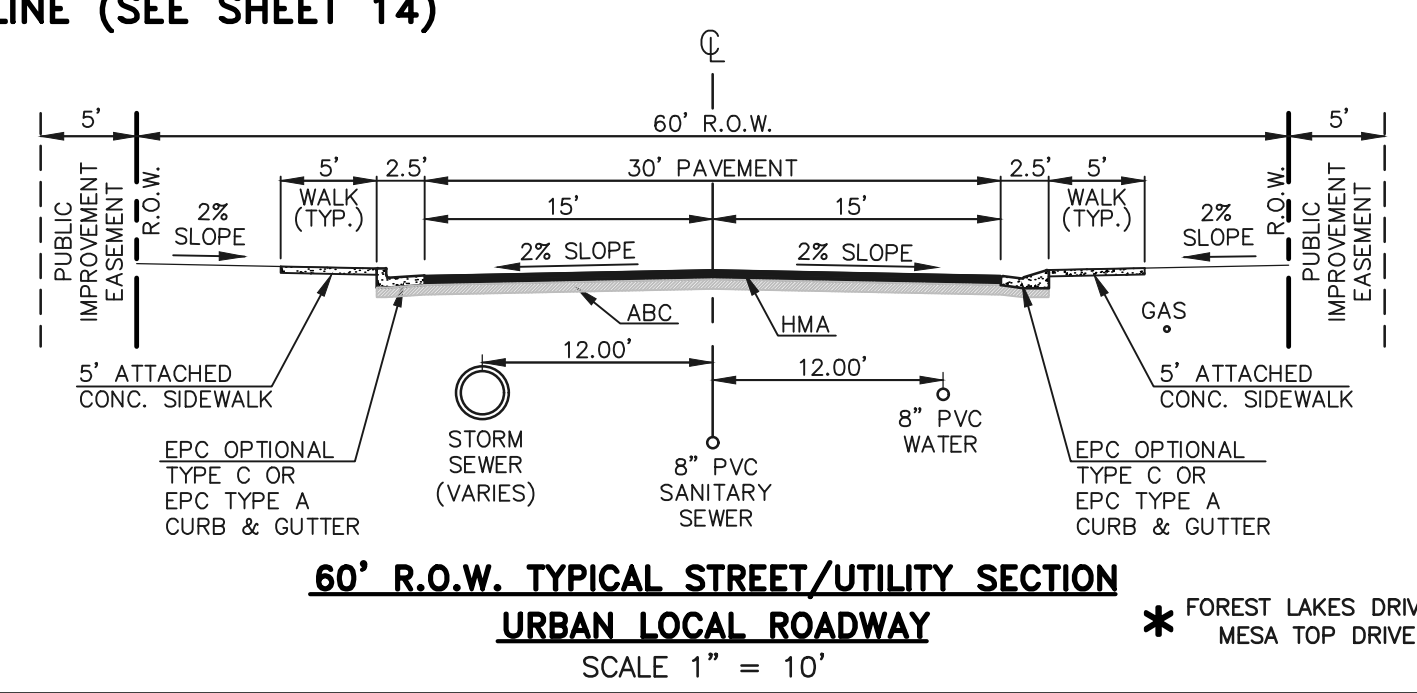 LINE (SEE SHEET 14)
℄
5'
60' R.O.W.
5'
5'
2.5'
30' PAVEMENT
2.5'
5'
WALK
(TYP.)
WALK
(TYP.)
15'
15'
PUBLIC
IMPROVEMENT
EASEMENT
R.O.W.
2%
SLOPE
2% SLOPE
2% SLOPE
2%
SLOPE
R.O.W.
PUBLIC
IMPROVEMENT
EASEMENT
ABC
HMA
GAS
12.00'
12.00'
5' ATTACHED
CONC. SIDEWALK
5' ATTACHED
CONC. SIDEWALK
STORM
SEWER
(VARIES)
8" PVC
SANITARY
SEWER
8" PVC
WATER
EPC OPTIONAL
TYPE C OR
EPC TYPE A
CURB & GUTTER
EPC OPTIONAL
TYPE C OR
EPC TYPE A
CURB & GUTTER
60' R.O.W. TYPICAL STREET/UTILITY SECTION
URBAN LOCAL ROADWAY
SCALE 1" = 10'
* FOREST LAKES DRIV
MESA TOP DRIVE